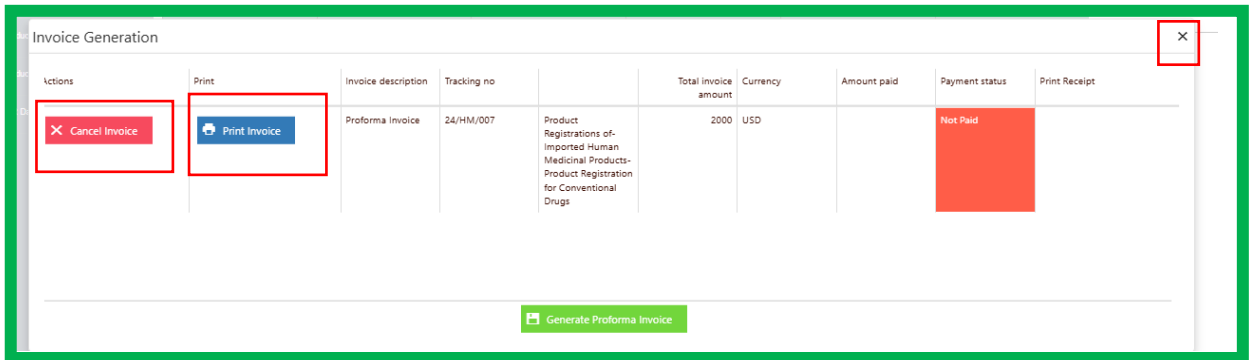 Invoice Generation
×
Actions Print Invoice description Tracking no Total invoice amount Currency Amount paid Payment status Print Receipt
Cancel Invoice
Print Invoice
Proforma Invoice 24/HM/007
Product
Registrations of-
Imported Human
Medicinal Products-
Product Registration
for Conventional
Drugs
2000 USD
Not Paid
Generate Proforma Invoice